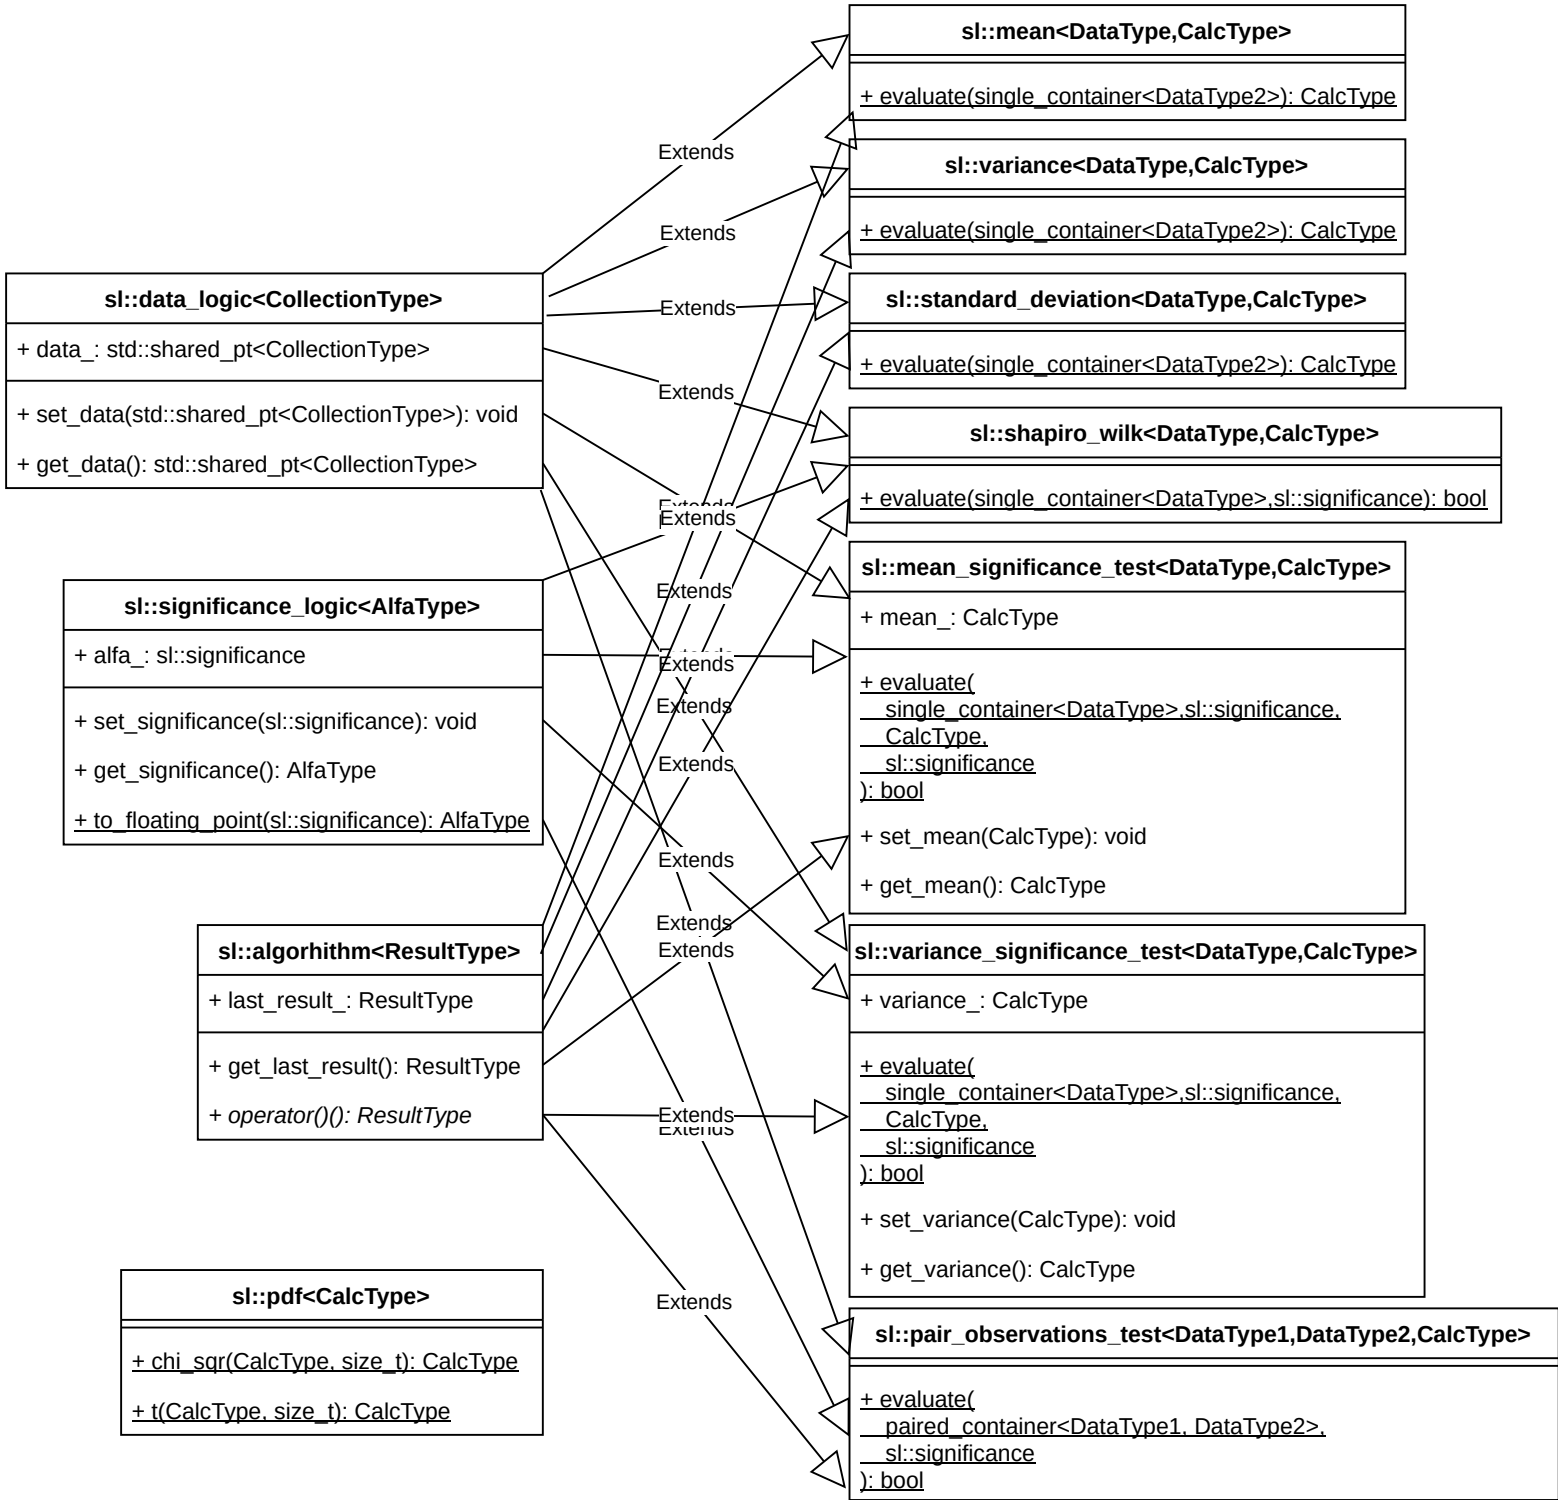 sl::mean<DataType,CalcType>
+ evaluate(single_container<DataType2>): CalcType
sl::variance<DataType,CalcType>
+ evaluate(single_container<DataType2>): CalcType
sl::standard_deviation<DataType,CalcType>
+ evaluate(single_container<DataType2>): CalcType
sl::shapiro_wilk<DataType,CalcType>
+ evaluate(single_container<DataType>,sl::significance): bool
sl::mean_significance_test<DataType,CalcType>
+ mean_: CalcType
+ evaluate(
single_container<DataType>,sl::significance,
CalcType,
sl::significance
): bool
+ set_mean(CalcType): void
+ get_mean(): CalcType
sl::variance_significance_test<DataType,CalcType>
+ variance_: CalcType
+ evaluate(
single_container<DataType>,sl::significance,
CalcType,
sl::significance
): bool
+ set_variance(CalcType): void
+ get_variance(): CalcType
sl::pair_observations_test<DataType1,DataType2,CalcType>
+ evaluate(
paired_container<DataType1, DataType2>,
sl::significance
): bool
sl::data_logic<CollectionType>
+ data_: std::shared_pt<CollectionType>
+ set_data(std::shared_pt<CollectionType>): void
+ get_data(): std::shared_pt<CollectionType>
sl::significance_logic<AlfaType>
+ alfa_: sl::significance
+ set_significance(sl::significance): void
+ get_significance(): AlfaType
+ to_floating_point(sl::significance): AlfaType
sl::algorhithm<ResultType>
+ last_result_: ResultType
+ get_last_result(): ResultType
+ operator()(): ResultType
sl::pdf<CalcType>
+ chi_sqr(CalcType, size_t): CalcType
+ t(CalcType, size_t): CalcType
Extends
Extends
Extends
Extends
Extends
Extends
Extends
Extends
Extends
Extends
Extends
Extends
Extends
Extends